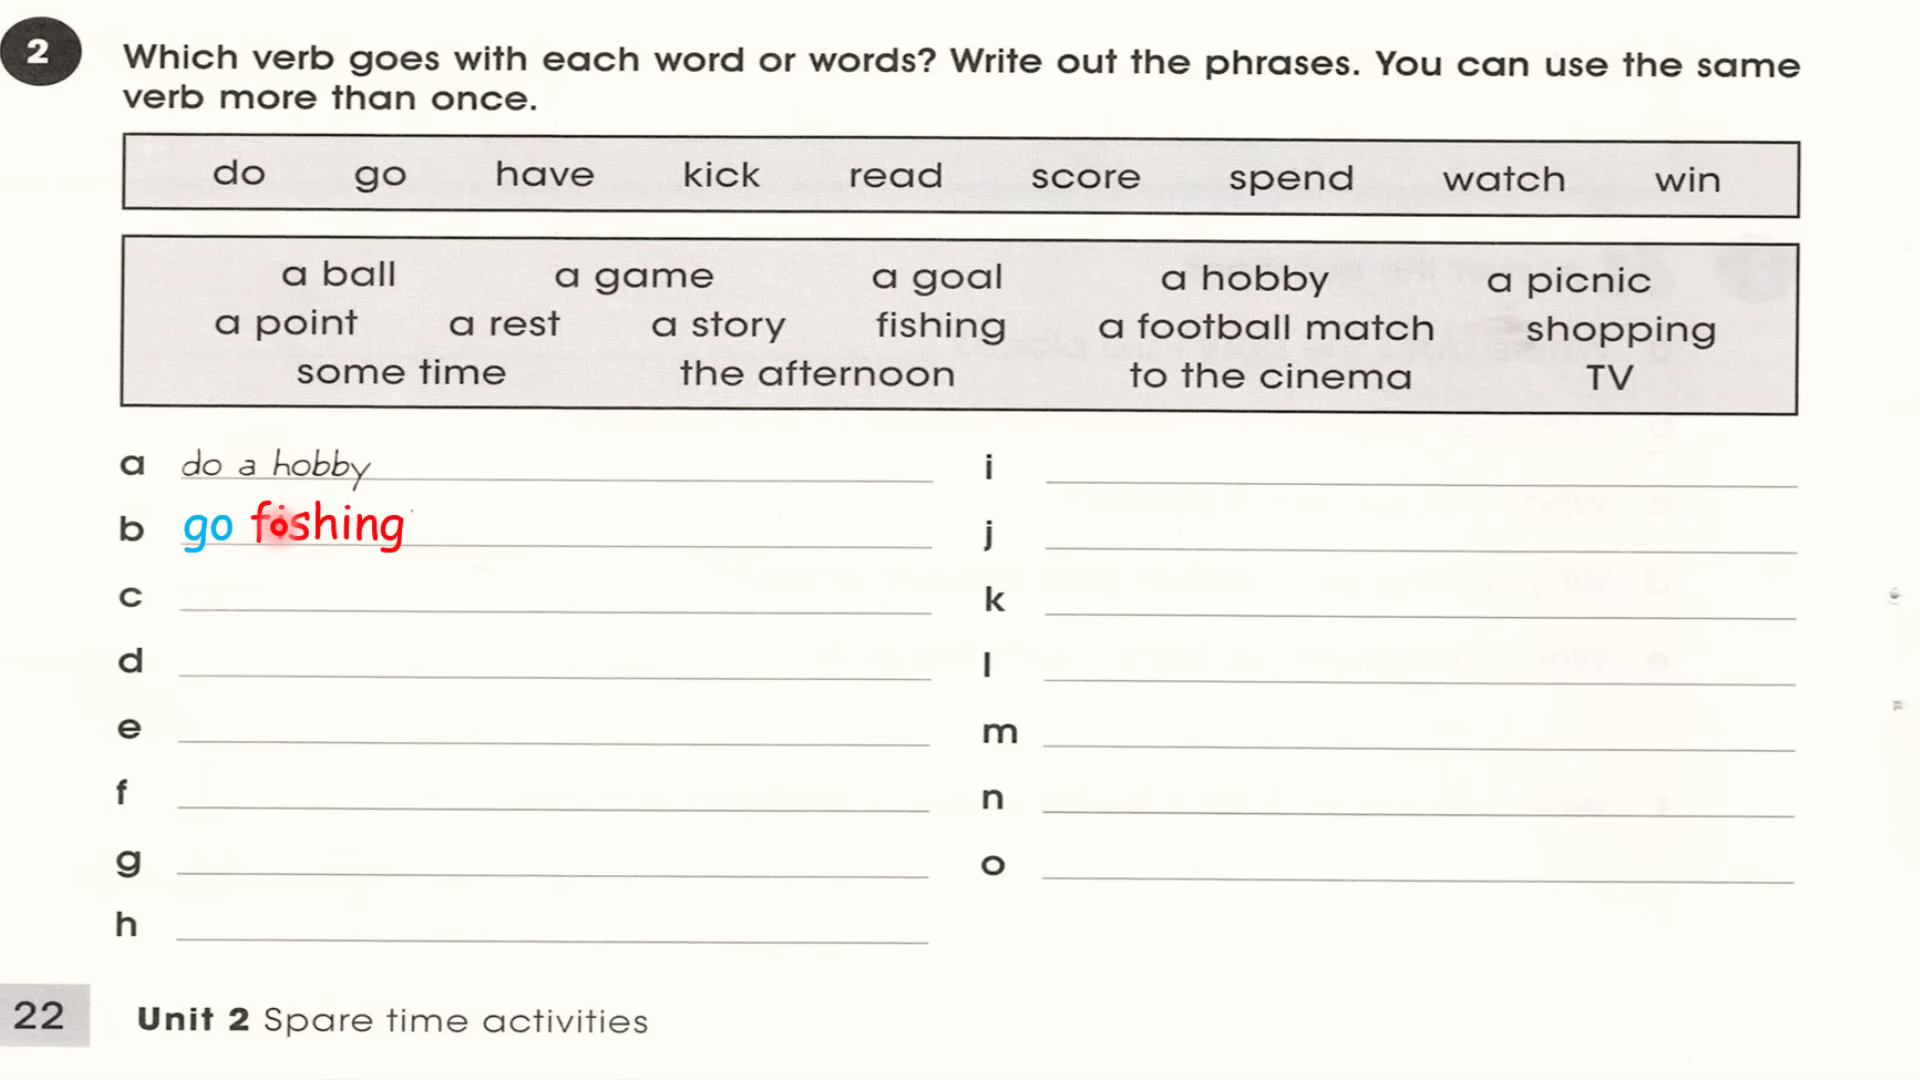 2 Which verb goes with each word or words? Write out the phrases. You can use the same
verb more than once.
do go have kick read score spend watch win
a ball a game a goal a hobby a picnic
a point a rest a story fishing a football match shopping
some time the afternoon to the cinema TV
a do a hobby
b go fishing
c
d
e
f
g
h
i
j
k
l
m
n
o
22 Unit 2 Spare time activities